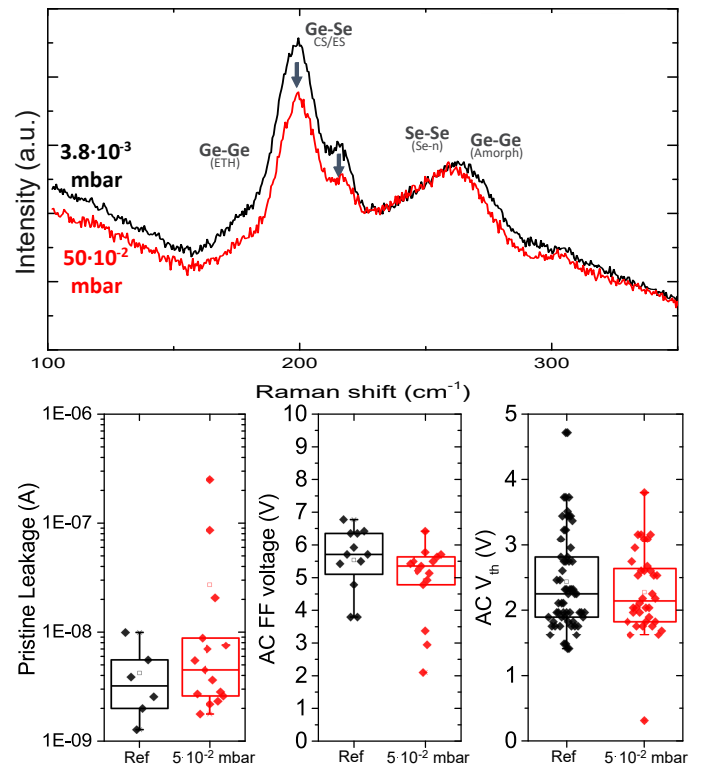 Ge-Se
CS/ES
Ge-Ge
(ETH)
Se-Se
(Se-n)
Ge-Ge
(Amorph)
3.8·10⁻³
mbar
50·10⁻²
mbar
Intensity (a.u.)
100
200
300
Raman shift (cm⁻¹)
1E-06
1E-07
1E-08
1E-09
Pristine Leakage (A)
Ref
5·10⁻² mbar
10
9
8
7
6
5
4
3
2
1
0
AC FF voltage (V)
Ref
5·10⁻² mbar
5
4
3
2
1
0
AC Vₜₕ (V)
Ref
5·10⁻² mbar